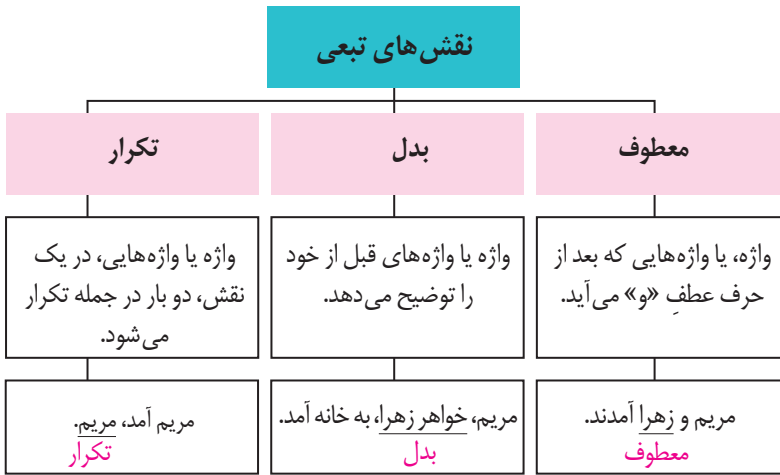 نقش‌های تبعی
معطوف
بدل
تکرار
واژه، یا واژه‌هایی که بعد از
حرف عطفِ «و» می‌آید.
واژه یا واژه‌های قبل از خود
را توضیح می‌دهد.
واژه یا واژه‌هایی، در یک
نقش، دو بار در جمله تکرار
می‌شود.
مریم و زهرا آمدند.
معطوف
مریم، خواهر زهرا، به خانه آمد.
بدل
مریم آمد، مریم.
تکرار